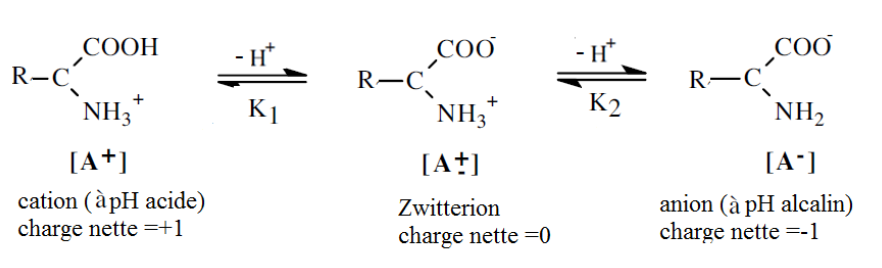 COOH
R–C
NH₃⁺
- H⁺
K₁
COO⁻
R—C
NH₃⁺
- H⁺
K₂
COO⁻
R—C
NH₂
[A⁺]
[A±]
[A⁻]
cation (à pH acide)
charge nette =+1
Zwitterion
charge nette =0
anion (à pH alcalin)
charge nette =-1